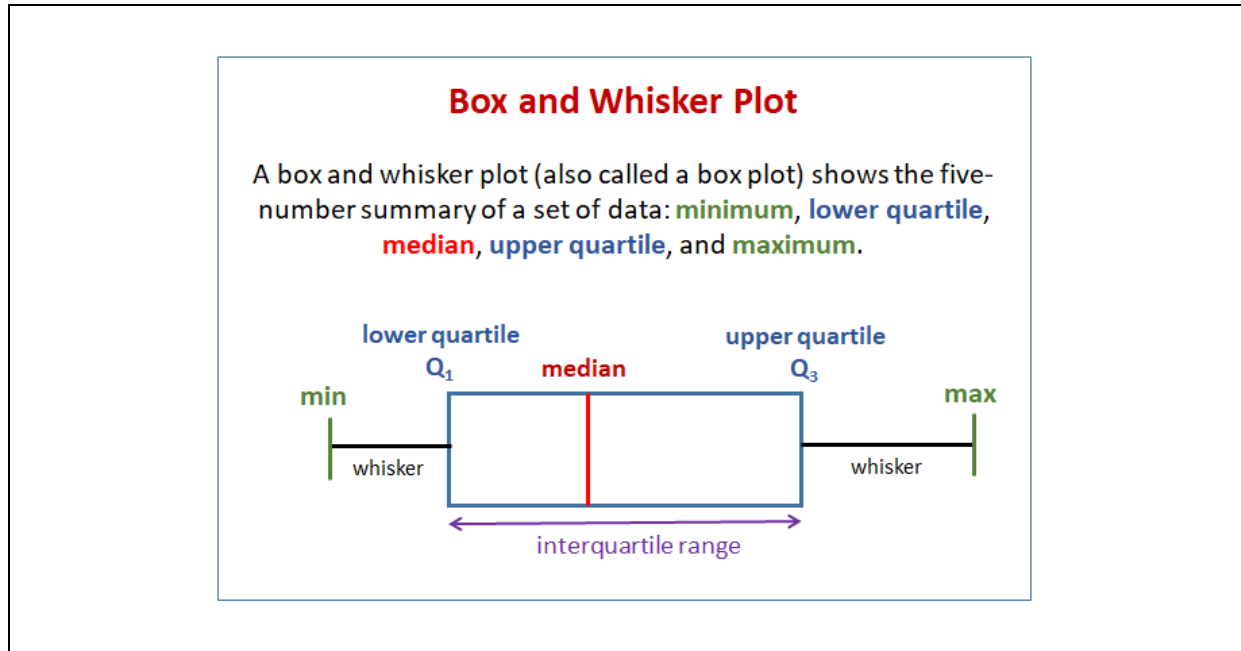 Box and Whisker Plot
A box and whisker plot (also called a box plot) shows the five-
number summary of a set of data: minimum, lower quartile,
median, upper quartile, and maximum.
lower quartile
upper quartile
Q₁
median
Q₃
min
max
whisker
whisker
interquartile range